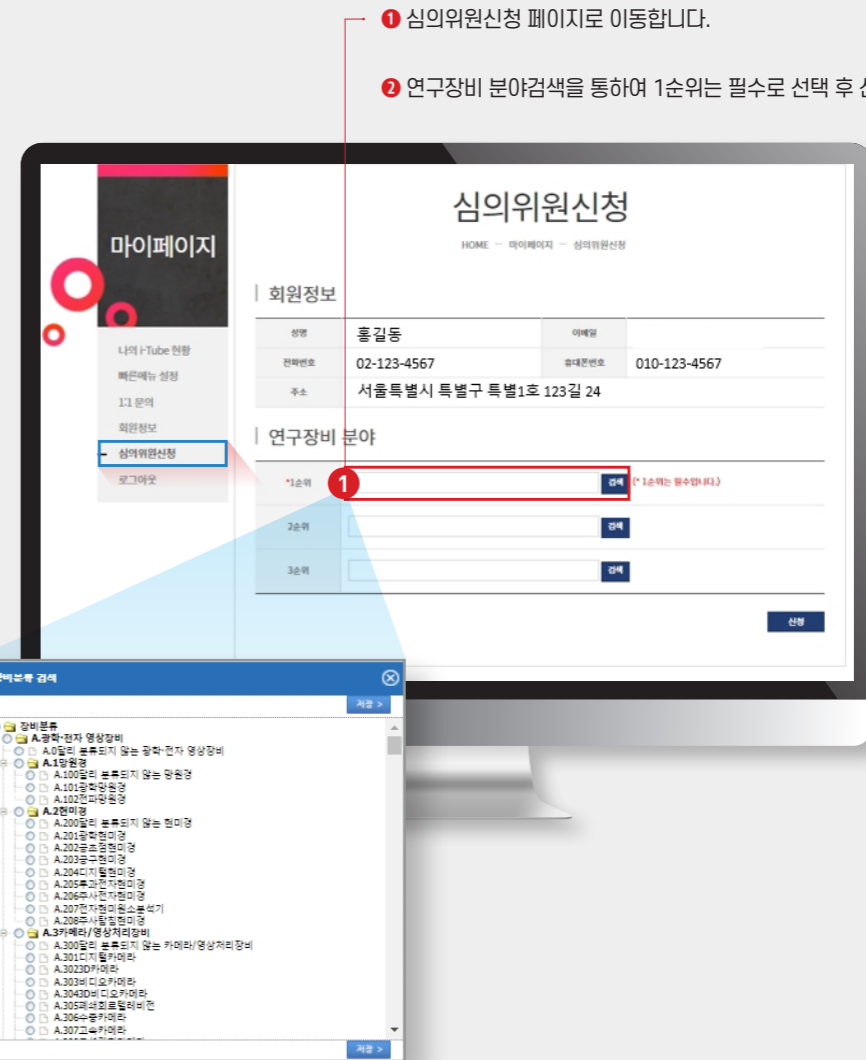 ❶ 심의위원신청 페이지로 이동합니다.
❷ 연구장비 분야검색을 통하여 1순위는 필수로 선택 후
마이페이지
나의 i-Tube 현황
빠른메뉴 설정
1:1 문의
회원정보
심의위원신청
로그아웃
심의위원신청
HOME ─ 마이페이지 ─ 심의위원신청
회원정보
성명 홍길동 이메일
전화번호 02-123-4567 휴대폰번호 010-123-4567
주소 서울특별시 특별구 특별1호 123길 24
연구장비 분야
*1순위 1 검색 (* 1순위는 필수입니다.)
2순위 검색
3순위 검색
신청
검색
저장 >
장비분류
A.광학·전자 영상장비
A.0달리 분류되지 않는 광학·전자 영상장비
A.1망원경
A.100달리 분류되지 않는 망원경
A.101광학망원경
A.102전파망원경
A.2현미경
A.200달리 분류되지 않는 현미경
A.201광학현미경
A.202공초점현미경
A.203공구현미경
A.204디지털현미경
A.205투과전자현미경
A.206주사전자현미경
A.207전자현미원소분석기
A.208주사탐침현미경
A.3카메라/영상처리장비
A.300달리 분류되지 않는 카메라/영상처리장비
A.301디지털카메라
A.3023D카메라
A.303비디오카메라
A.3043D비디오카메라
A.305폐쇄회로텔레비전
A.306수중카메라
A.307고속카메라
저장 >